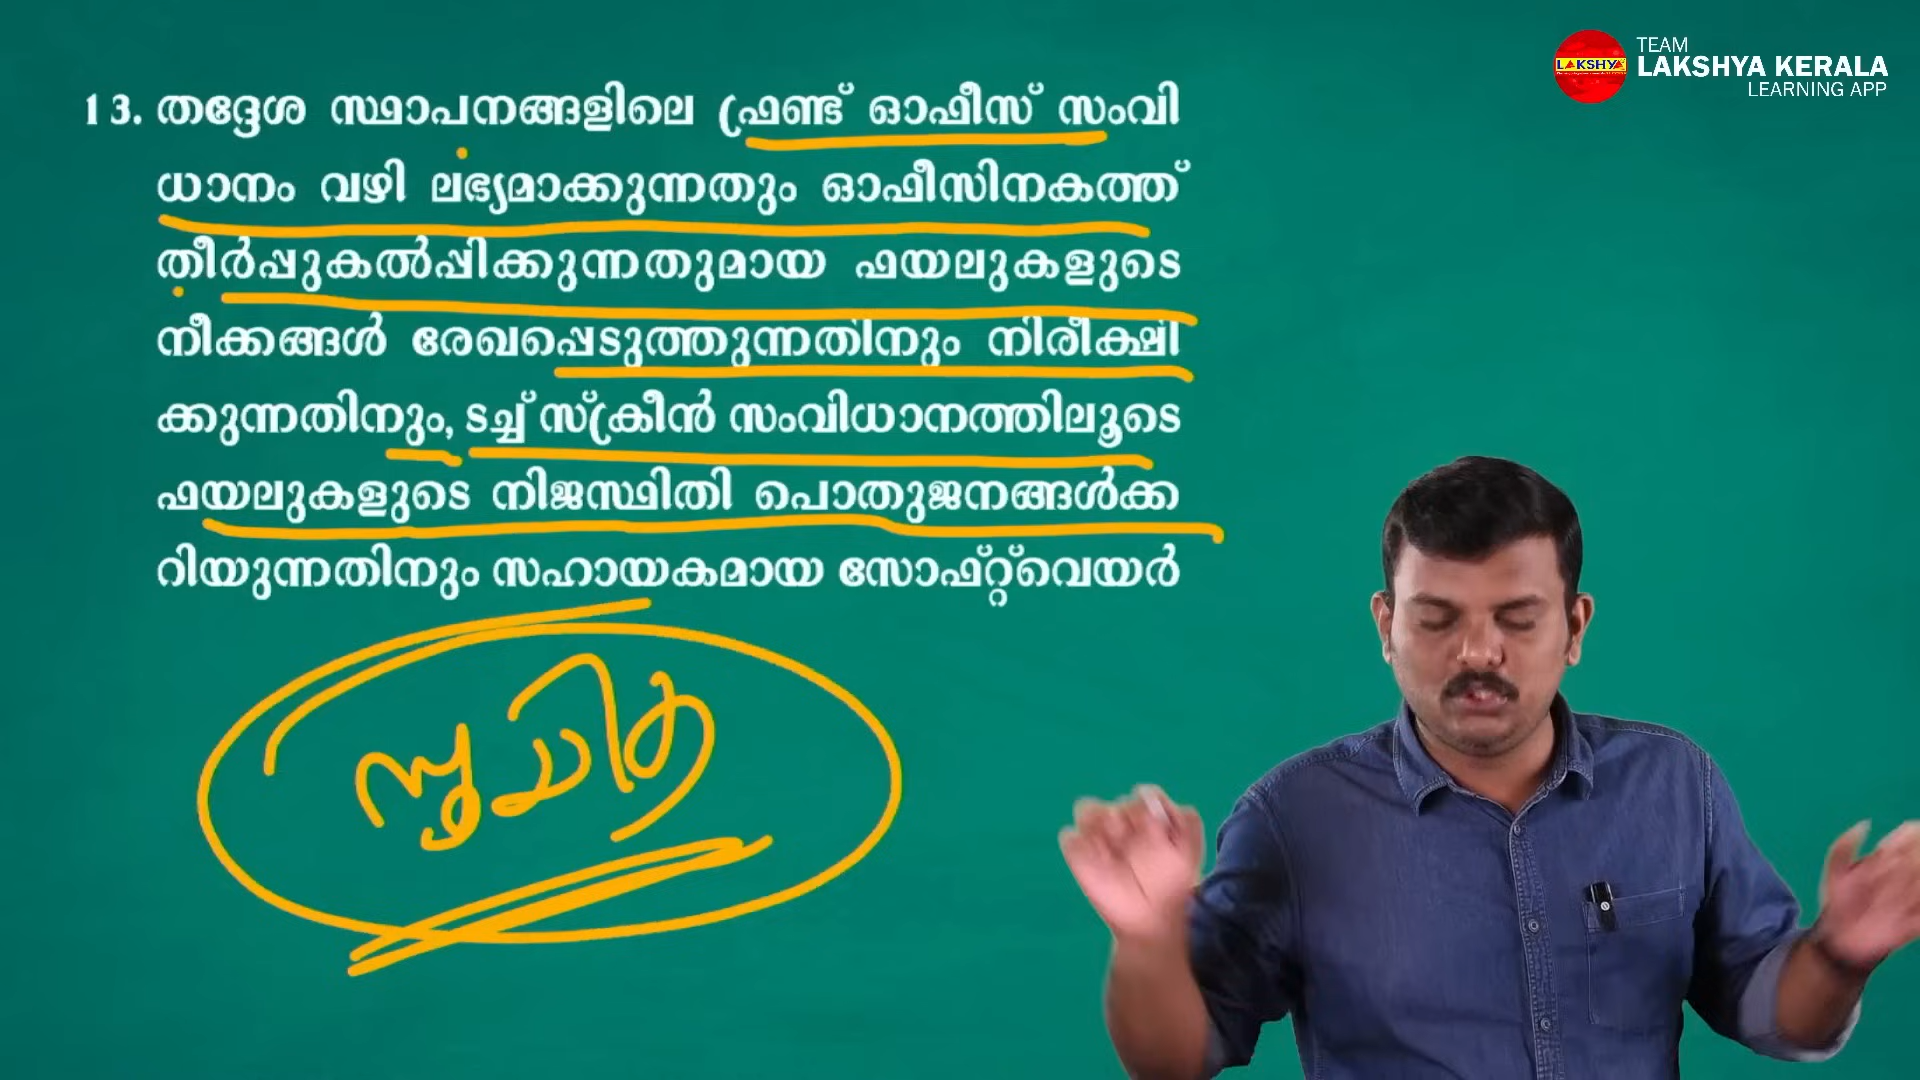 TEAM
LAKSHYA KERALA
LEARNING APP
LAKSHYA
13. തദ്ദേശ സ്ഥാപനങ്ങളിലെ ഫ്രണ്ട് ഓഫീസ് സംവി
ധാനം വഴി ലഭ്യമാക്കുന്നതും ഓഫീസിനകത്ത്
തീർപ്പുകൽപ്പിക്കുന്നതുമായ ഫയലുകളുടെ
നീക്കങ്ങൾ രേഖപ്പെടുത്തുന്നതിനും നിരീക്ഷി
ക്കുന്നതിനും, ടച്ച് സ്ക്രീൻ സംവിധാനത്തിലൂടെ
ഫയലുകളുടെ നിജസ്ഥിതി പൊതുജനങ്ങൾക്ക
റിയുന്നതിനും സഹായകമായ സോഫ്റ്റ്‌വെയർ